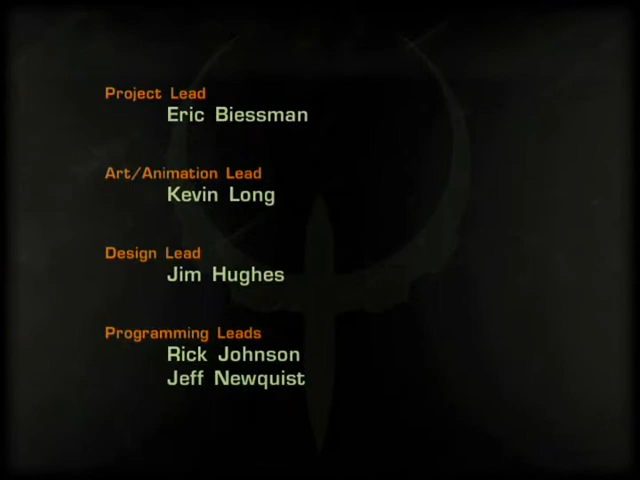 Project Lead
Eric Biessman
Art/Animation Lead
Kevin Long
Design Lead
Jim Hughes
Programming Leads
Rick Johnson
Jeff Newquist